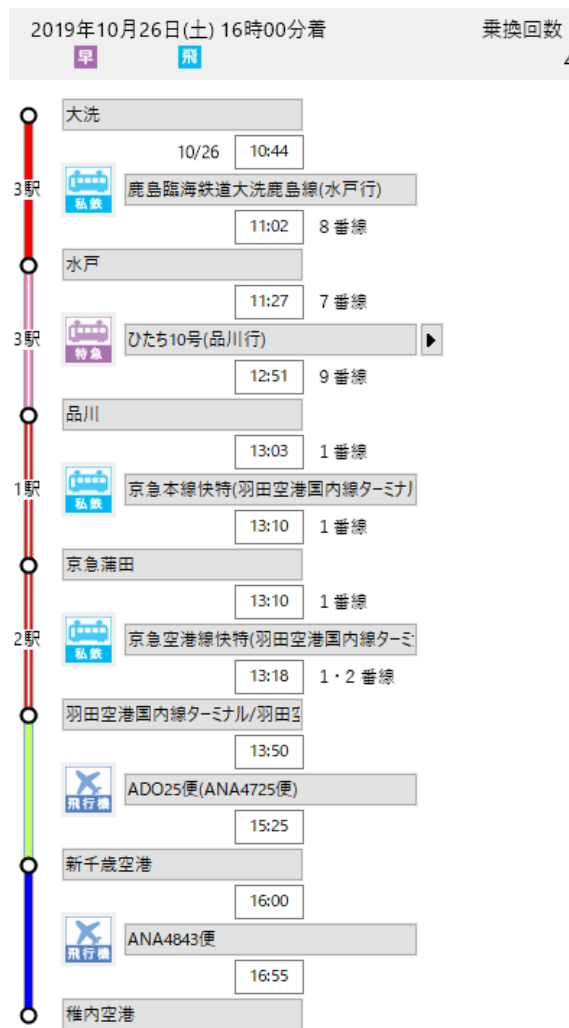 2019年10月26日(土) 16時00分着 乗換回数
早 飛
大洗
10/26 10:44
3駅 私鉄 鹿島臨海鉄道大洗鹿島線(水戸行)
11:02 8番線
水戸
11:27 7番線
3駅 特急 ひたち10号(品川行)
12:51 9番線
品川
13:03 1番線
1駅 私鉄 京急本線快特(羽田空港国内線ターミナル
13:10 1番線
京急蒲田
13:10 1番線
2駅 私鉄 京急空港線快特(羽田空港国内線ターミ
13:18 1・2番線
羽田空港国内線ターミナル/羽田空
13:50
飛行機 ADO25便(ANA4725便)
15:25
新千歳空港
16:00
飛行機 ANA4843便
16:55
稚内空港